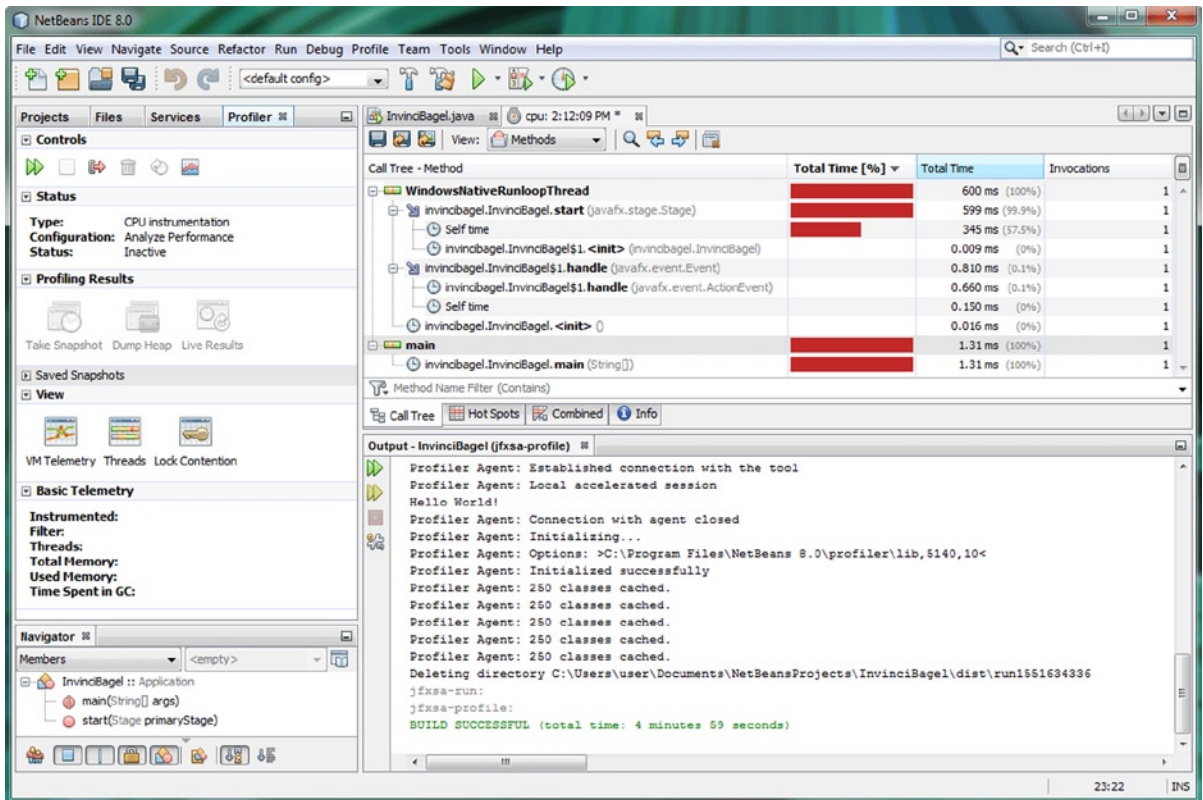 NetBeans IDE 8.0
File Edit View Navigate Source Refactor Run Debug Profile Team Tools Window Help
Search (Ctrl+I)
<default config>
Projects Files Services Profiler
Controls
Status
Type: CPU instrumentation
Configuration: Analyze Performance
Status: Inactive
Profiling Results
Take Snapshot Dump Heap Live Results
Saved Snapshots
View
VM Telemetry Threads Lock Contention
Basic Telemetry
Instrumented:
Filter:
Threads:
Total Memory:
Used Memory:
Time Spent in GC:
Navigator
Members <empty>
InvinciBagel :: Application
main(String[] args)
start(Stage primaryStage)
InvinciBagel.java cpu: 2:12:09 PM *
View: Methods
Call Tree - Method Total Time [%] Total Time Invocations
WindowsNativeRunloopThread 600 ms (100%) 1
invincibagel.InvinciBagel.start (javafx.stage.Stage) 599 ms (99.9%) 1
Self time 345 ms (57.5%) 1
invincibagel.InvinciBagel$1.<init> (invincibagel.InvinciBagel) 0.009 ms (0%) 1
invincibagel.InvinciBagel$1.handle (javafx.event.Event) 0.810 ms (0.1%) 1
invincibagel.InvinciBagel$1.handle (javafx.event.ActionEvent) 0.660 ms (0.1%) 1
Self time 0.150 ms (0%) 1
invincibagel.InvinciBagel.<init> () 0.016 ms (0%) 1
main 1.31 ms (100%) 1
invincibagel.InvinciBagel.main (String[]) 1.31 ms (100%) 1
Method Name Filter (Contains)
Call Tree Hot Spots Combined Info
Output - InvinciBagel (jfxsa-profile)
Profiler Agent: Established connection with the tool
Profiler Agent: Local accelerated session
Hello World!
Profiler Agent: Connection with agent closed
Profiler Agent: Initializing...
Profiler Agent: Options: >C:\Program Files\NetBeans 8.0\profiler\lib,5140,10<
Profiler Agent: Initialized successfully
Profiler Agent: 250 classes cached.
Profiler Agent: 250 classes cached.
Profiler Agent: 250 classes cached.
Profiler Agent: 250 classes cached.
Profiler Agent: 250 classes cached.
Deleting directory C:\Users\user\Documents\NetBeansProjects\InvinciBagel\dist\run1551634336
jfxsa-run:
jfxsa-profile:
BUILD SUCCESSFUL (total time: 4 minutes 59 seconds)
23:22 INS